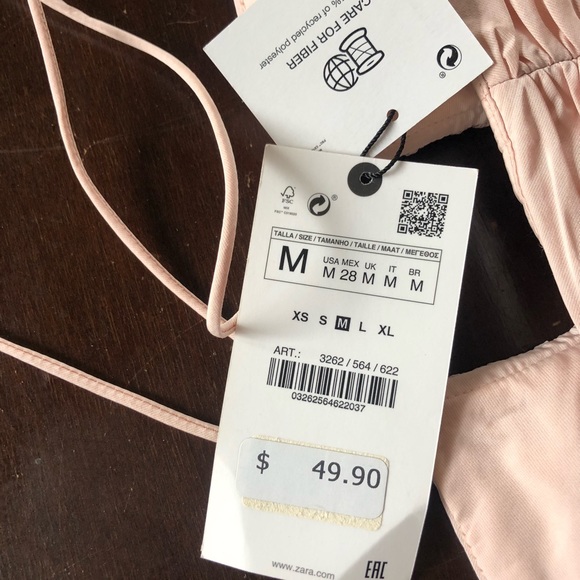 CARE FOR FIBER
% of recycled polyester
FSC
TALLA / SIZE / TAMANHO / TAILLE / MAAT / ΜΕΓΕΘΟΣ
M
USA MEX UK IT BR
M 28 M M M
XS S M L XL
ART.: 3262 / 564 / 622
03262564622037
$ 49.90
www.zara.com
EAC